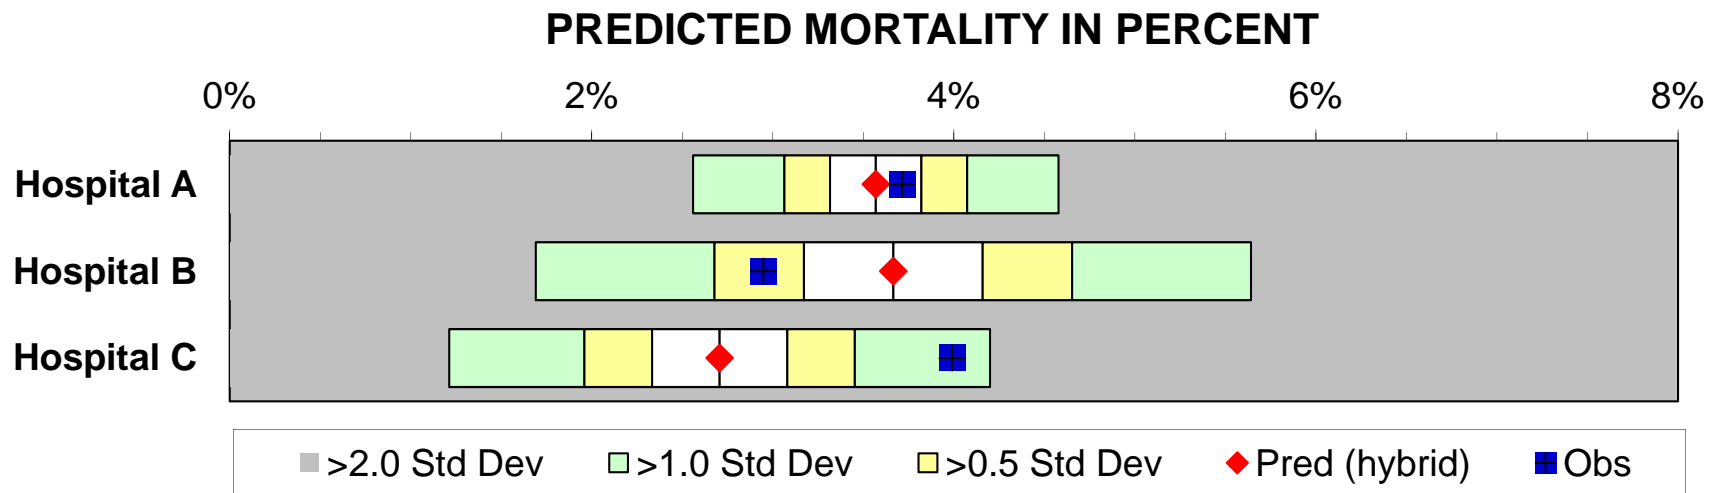 PREDICTED MORTALITY IN PERCENT
0% 2% 4% 6% 8%
Hospital A
Hospital B
Hospital C
>2.0 Std Dev >1.0 Std Dev >0.5 Std Dev Pred (hybrid) Obs